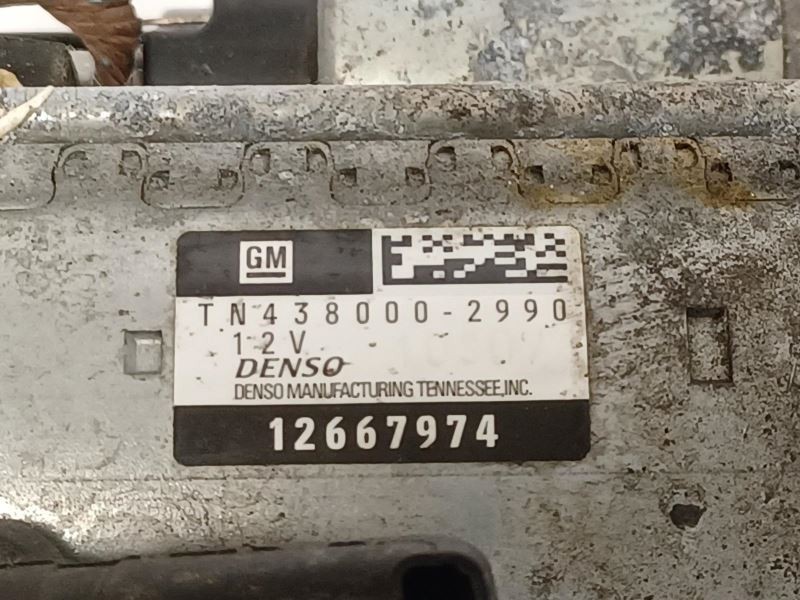 GM
TN438000-2990
12V
DENSO
DENSO MANUFACTURING TENNESSEE,INC.
12667974